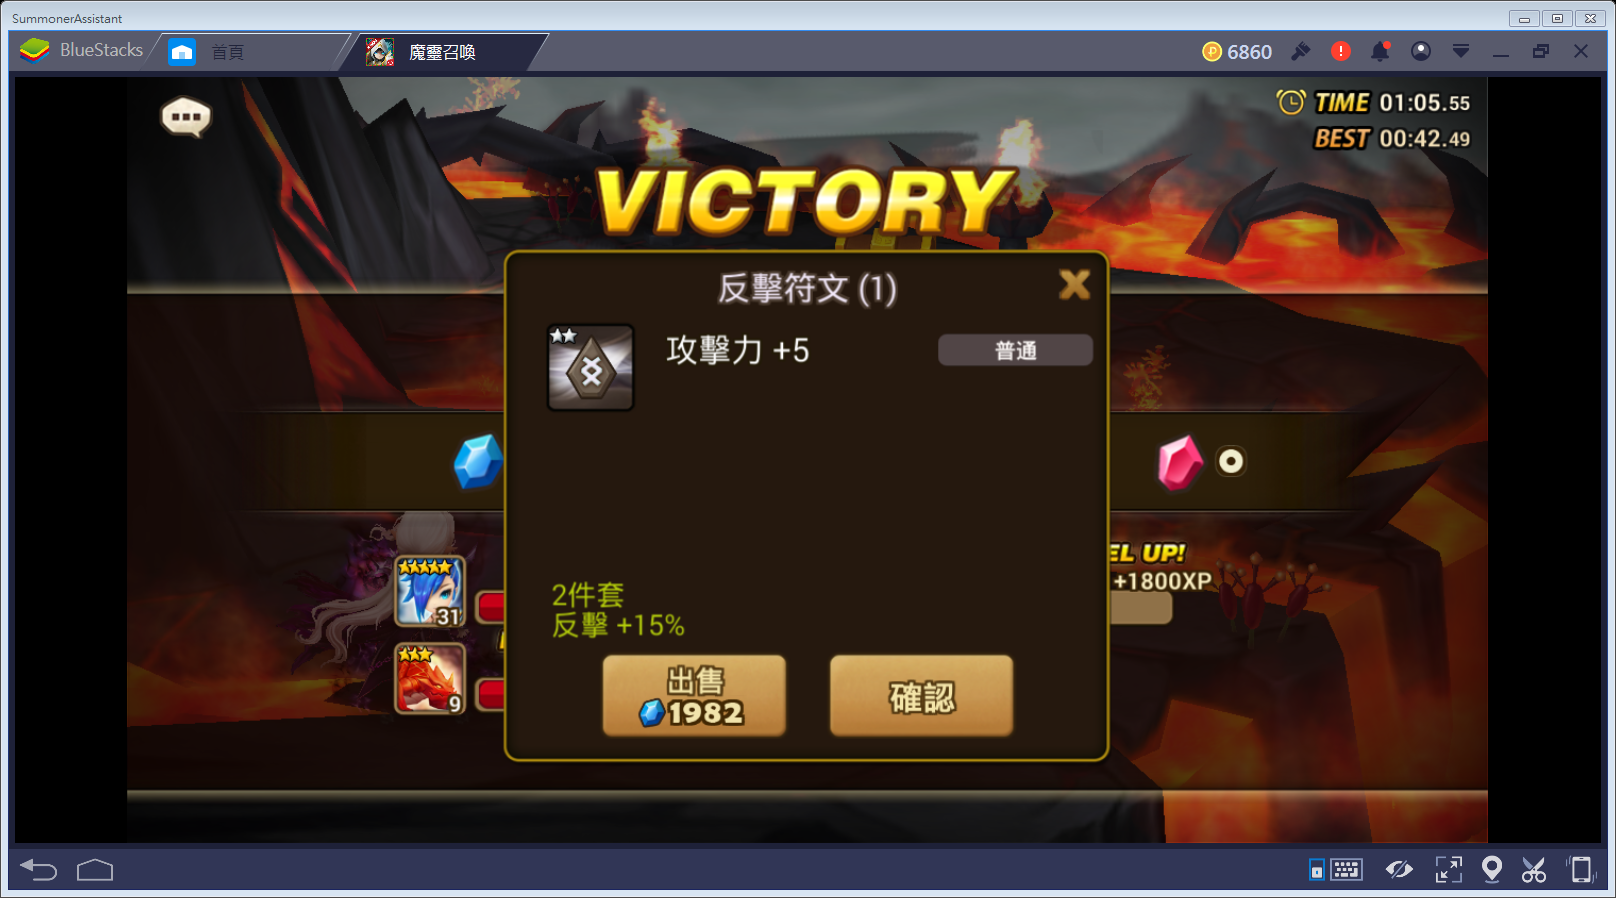 SummonerAssistant
BlueStacks
首頁
魔靈召喚
6860
TIME 01:05.55
BEST 00:42.49
VICTORY
反擊符文 (1)
攻擊力 +5
普通
EL UP!
+1800XP
31
9
2件套
反擊 +15%
出售
1982
確認